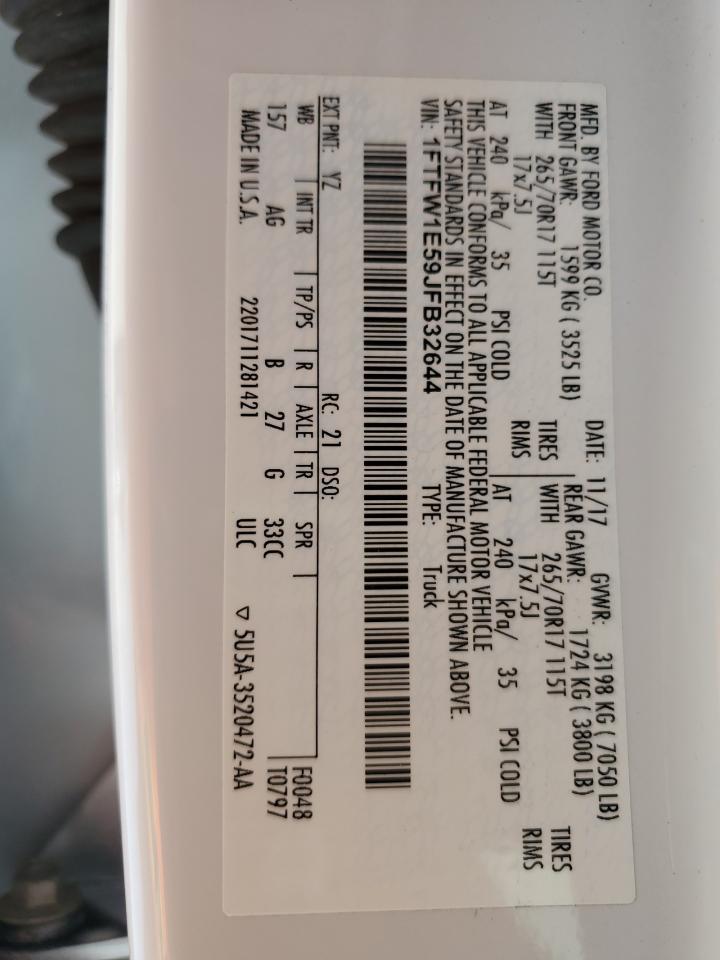 MFD. BY FORD MOTOR CO. DATE: 11/17 GVWR: 3198 KG ( 7050 LB)
FRONT GAWR: 1599 KG ( 3525 LB) REAR GAWR: 1724 KG ( 3800 LB)
WITH 265/70R17 115T TIRES WITH 265/70R17 115T TIRES
17x7.5J RIMS 17x7.5J RIMS
AT 240 kPa/ 35 PSI COLD AT 240 kPa/ 35 PSI COLD
THIS VEHICLE CONFORMS TO ALL APPLICABLE FEDERAL MOTOR VEHICLE
SAFETY STANDARDS IN EFFECT ON THE DATE OF MANUFACTURE SHOWN ABOVE.
VIN: 1FTFW1E59JFB32644 TYPE: Truck
EXT PNT: YZ RC: 21 DSO: F0048
WB | INT TR | TP/PS | R | AXLE | TR | SPR | T0797
157 AG B 27 G 33CC
MADE IN U.S.A. 2201711281421 ULC ▽ 5U5A-3520472-AA